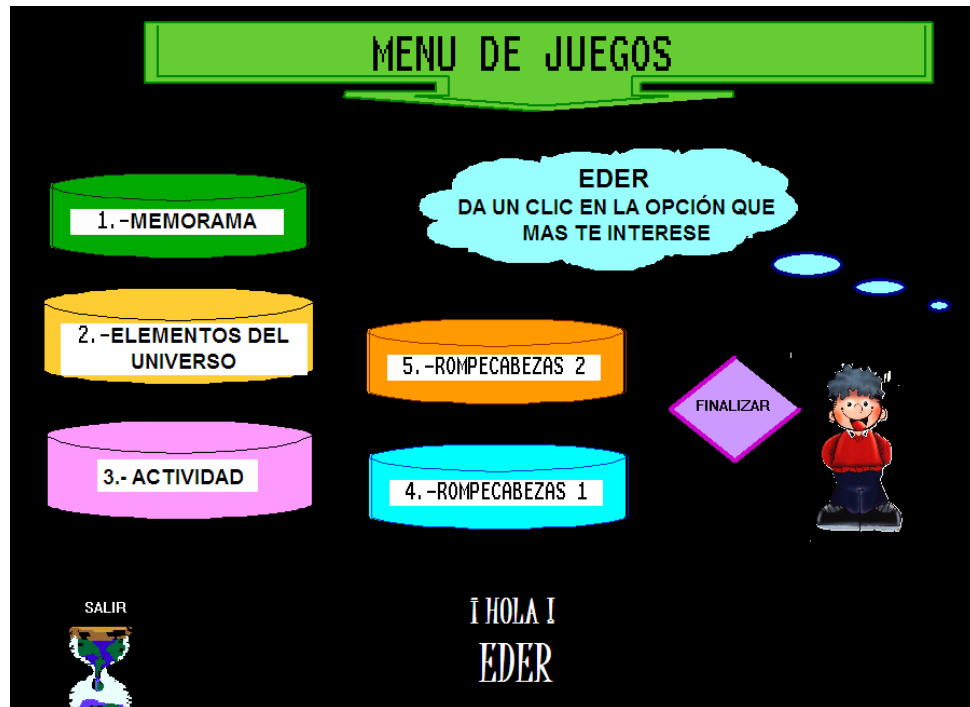 MENU DE JUEGOS
EDER
DA UN CLIC EN LA OPCIÓN QUE
MAS TE INTERESE
1.-MEMORAMA
2.-ELEMENTOS DEL
UNIVERSO
3.- ACTIVIDAD
5.-ROMPECABEZAS 2
4.-ROMPECABEZAS 1
FINALIZAR
SALIR
¡ HOLA !
EDER